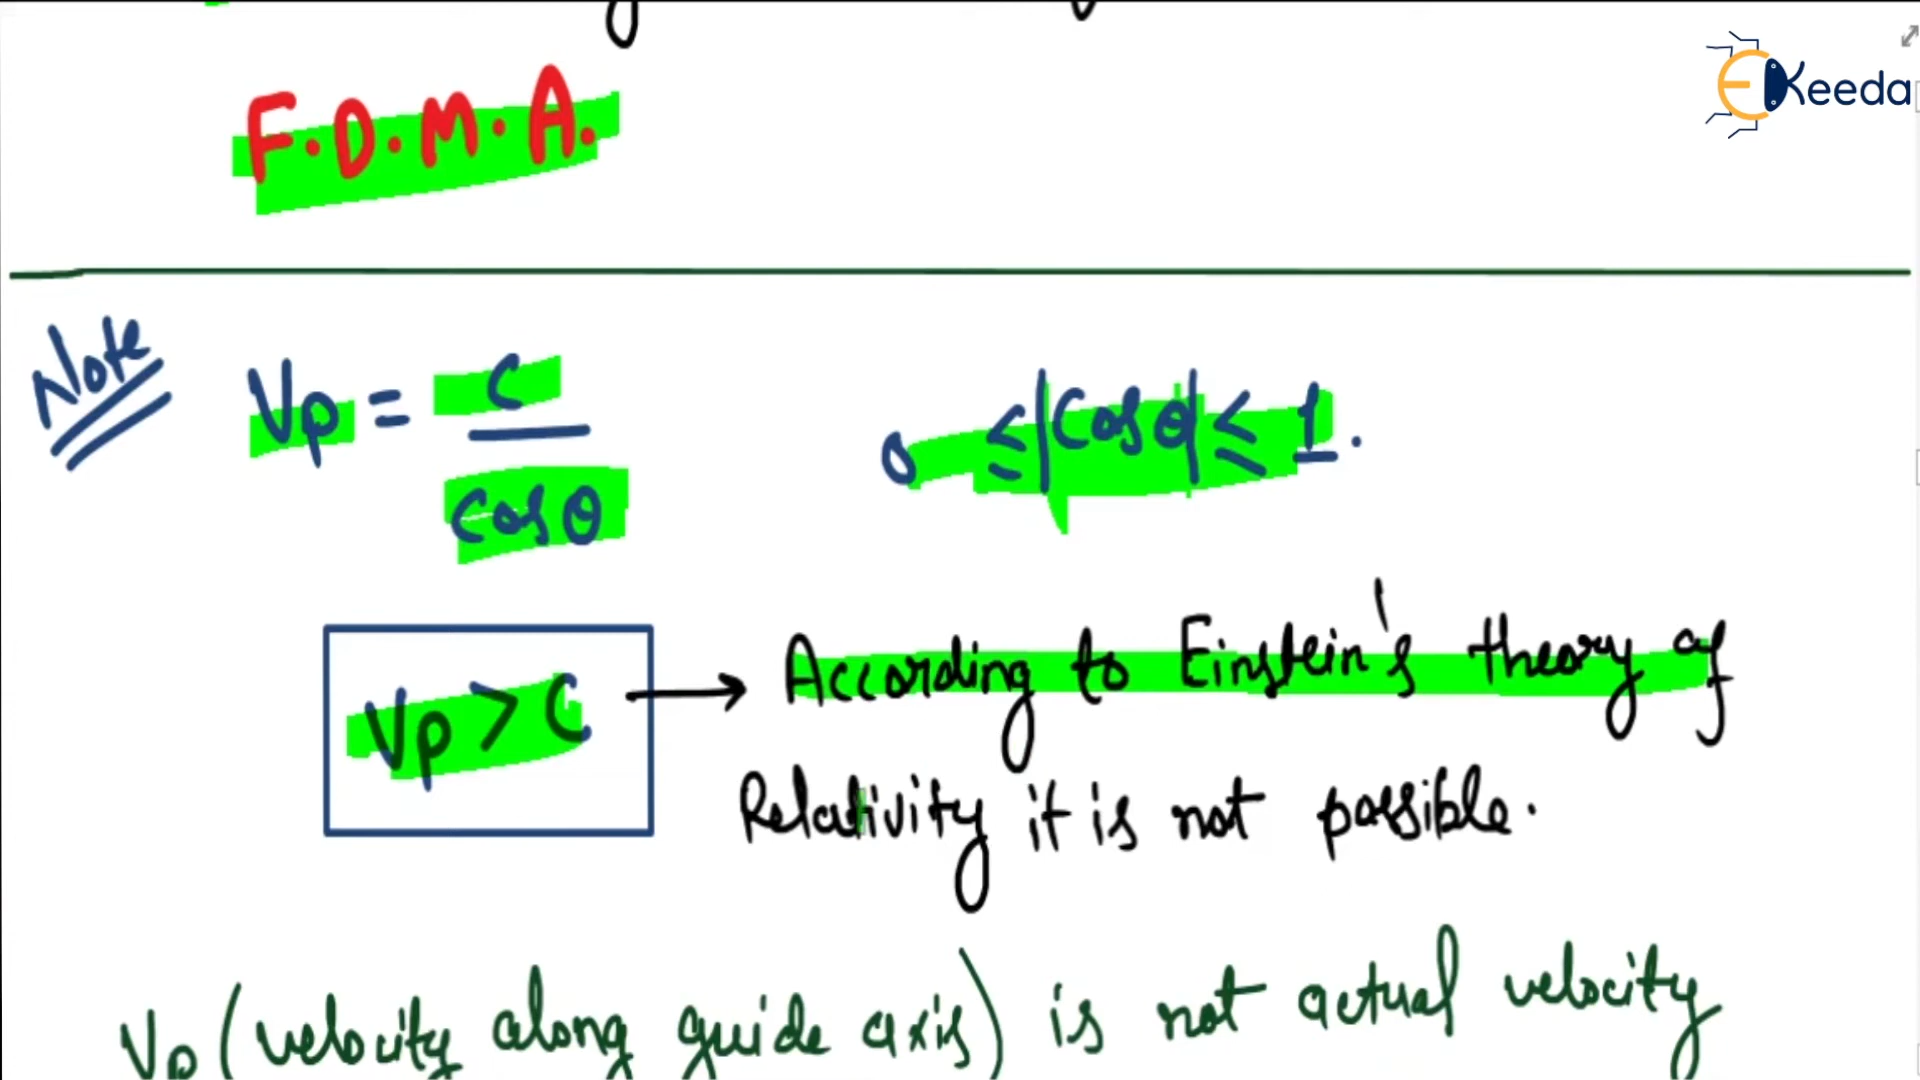 EKeeda
F.D.M.A.
Note
Vp = C
cosθ
0 ≤ |Cosθ| ≤ 1.
Vp > C → According to Einstein's theory of
Relativity it is not possible.
Vp (velocity along guide axis) is not actual velocity